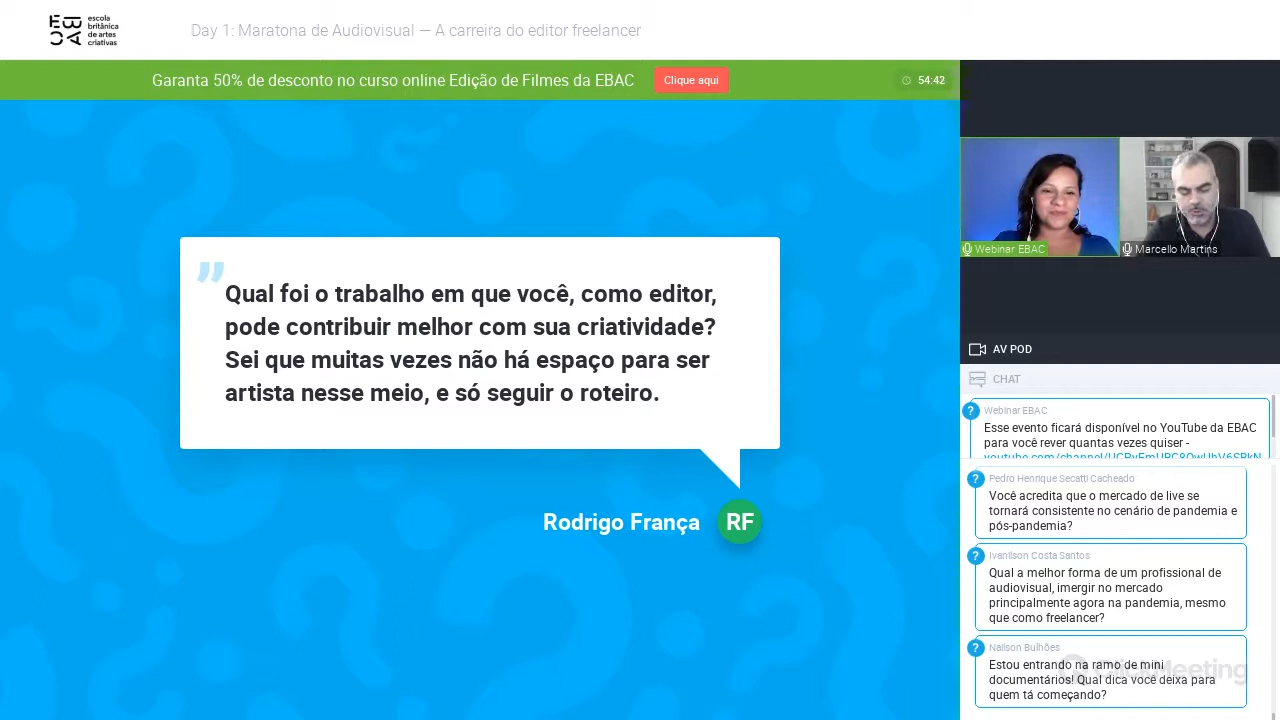 EBAC
escola
britânica
de artes
criativas
Day 1: Maratona de Audiovisual — A carreira do editor freelancer
Garanta 50% de desconto no curso online Edição de Filmes da EBAC
Clique aqui
54:42
”
Qual foi o trabalho em que você, como editor,
pode contribuir melhor com sua criatividade?
Sei que muitas vezes não há espaço para ser
artista nesse meio, e só seguir o roteiro.
Rodrigo França
RF
Webinar EBAC
Marcello Martins
AV POD
CHAT
?
Webinar EBAC
Esse evento ficará disponível no YouTube da EBAC
para você rever quantas vezes quiser -
?
Pedro Henrique Secatti Cacheado
Você acredita que o mercado de live se
tornará consistente no cenário de pandemia e
pós-pandemia?
?
Ivanilson Costa Santos
Qual a melhor forma de um profissional de
audiovisual, imergir no mercado
principalmente agora na pandemia, mesmo
que como freelancer?
?
Nailson Bulhões
Estou entrando na ramo de mini
documentários! Qual dica você deixa para
quem tá começando?
ClickMeeting